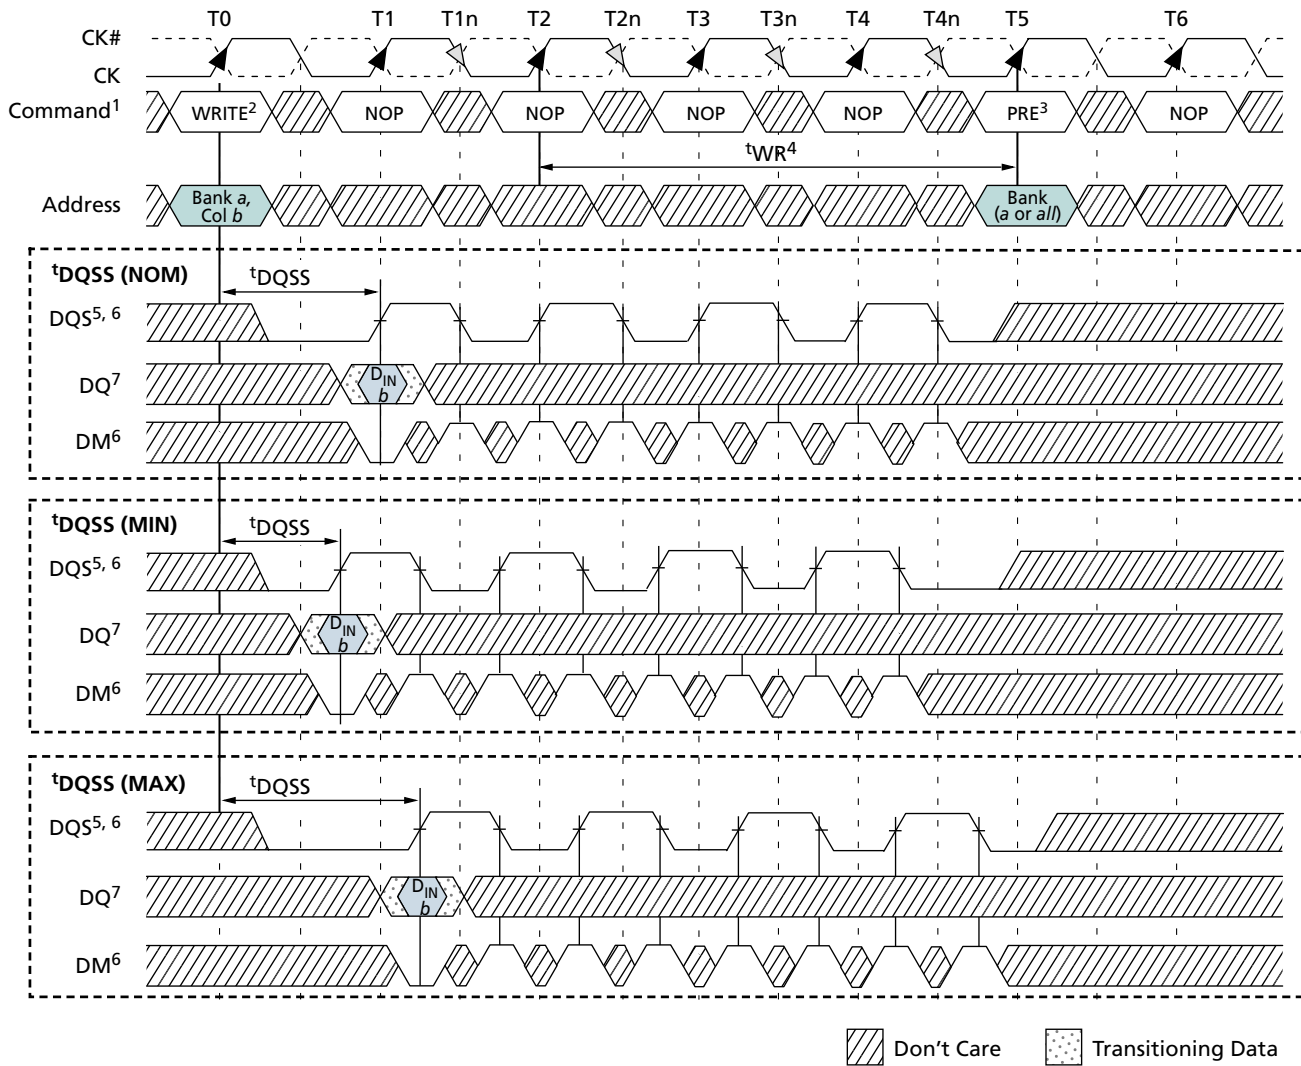 T0 T1 T1n T2 T2n T3 T3n T4 T4n T5 T6
CK#
CK
Command1 WRITE2 NOP NOP NOP NOP PRE3 NOP
tWR4
Address Bank a, Col b Bank (a or all)
tDQSS (NOM)
tDQSS
DQS5, 6
DQ7 DIN b
DM6
tDQSS (MIN)
tDQSS
DQS5, 6
DQ7 DIN b
DM6
tDQSS (MAX)
tDQSS
DQS5, 6
DQ7 DIN b
DM6
Don't Care Transitioning Data